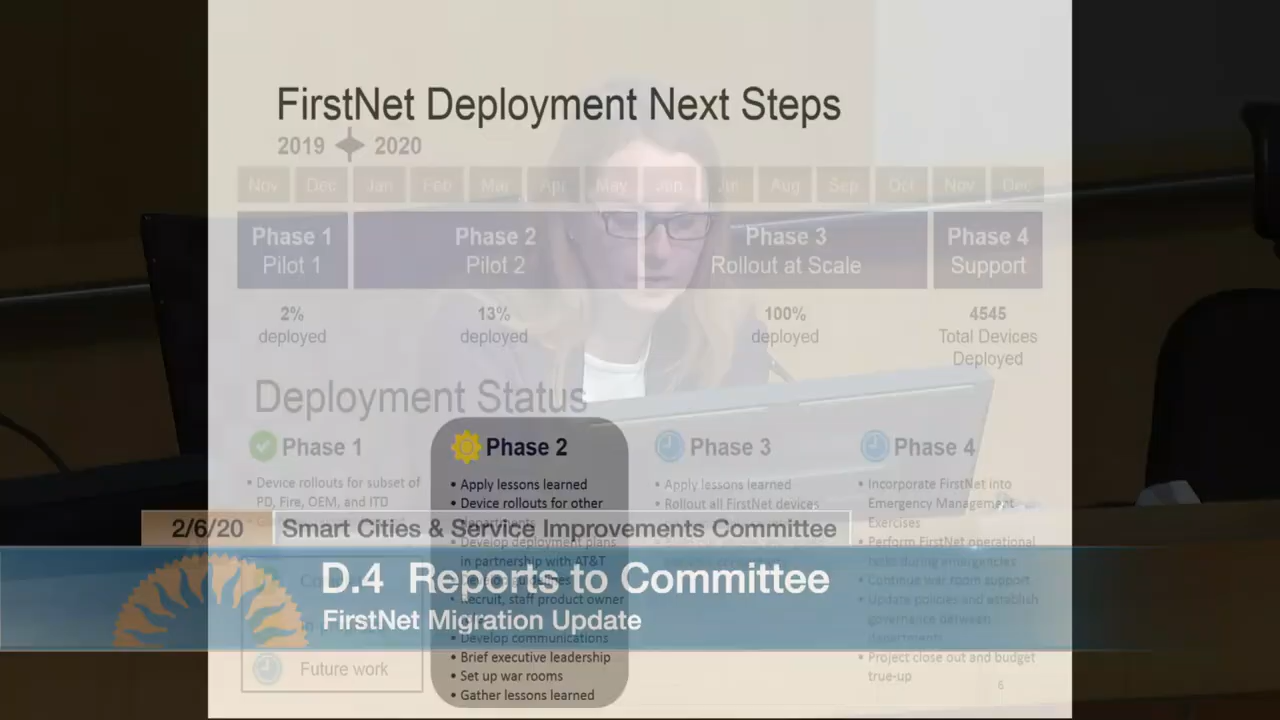 FirstNet Deployment Next Steps
2019 2020
Nov Dec Jan Feb Mar Apr May Jun Jul Aug Sep Oct Nov Dec
Phase 1 Phase 2 Phase 3 Phase 4
Pilot 1 Pilot 2 Rollout at Scale Support
2% 13% 100% 4545
deployed deployed deployed Total Devices
Deployed
Deployment Status
Phase 1
• Device rollouts for subset of
PD, Fire, OEM, and ITD
Future work
Phase 2
• Apply lessons learned
• Device rollouts for other
departments
• Develop deployment plans
in partnership with AT&T
• Develop guidelines
• Recruit, staff product owner
• Develop communications
• Brief executive leadership
• Set up war rooms
• Gather lessons learned
Phase 3
• Apply lessons learned
• Rollout all FirstNet devices
Phase 4
• Incorporate FirstNet into
Emergency Management
Exercises
• Perform FirstNet operational
tasks during emergencies
• Continue war room support
• Update policies and establish
governance between
departments
• Project close out and budget
true-up
6
2/6/20 Smart Cities & Service Improvements Committee
D.4 Reports to Committee
FirstNet Migration Update